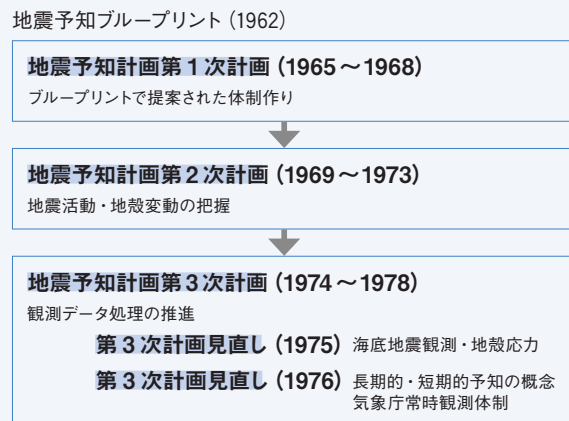 地震予知ブループリント（1962）
地震予知計画第1次計画（1965～1968）
ブループリントで提案された体制作り
地震予知計画第2次計画（1969～1973）
地震活動・地殻変動の把握
地震予知計画第3次計画（1974～1978）
観測データ処理の推進
第3次計画見直し（1975） 海底地震観測・地殻応力
第3次計画見直し（1976） 長期的・短期的予知の概念
気象庁常時観測体制